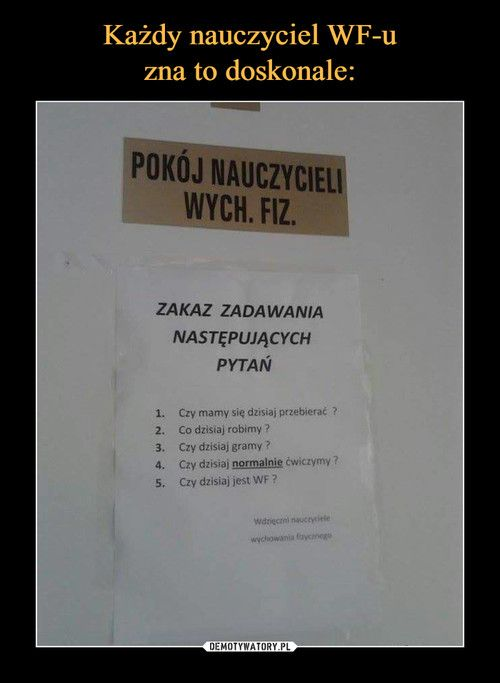 Każdy nauczyciel WF-u
zna to doskonale:
POKÓJ NAUCZYCIELI
WYCH. FIZ.
ZAKAZ ZADAWANIA
NASTĘPUJĄCYCH
PYTAŃ
1. Czy mamy się dzisiaj przebierać ?
2. Co dzisiaj robimy ?
3. Czy dzisiaj gramy ?
4. Czy dzisiaj normalnie ćwiczymy ?
5. Czy dzisiaj jest WF ?
Wdzięczni nauczyciele
wychowania fizycznego
DEMOTYWATORY.PL